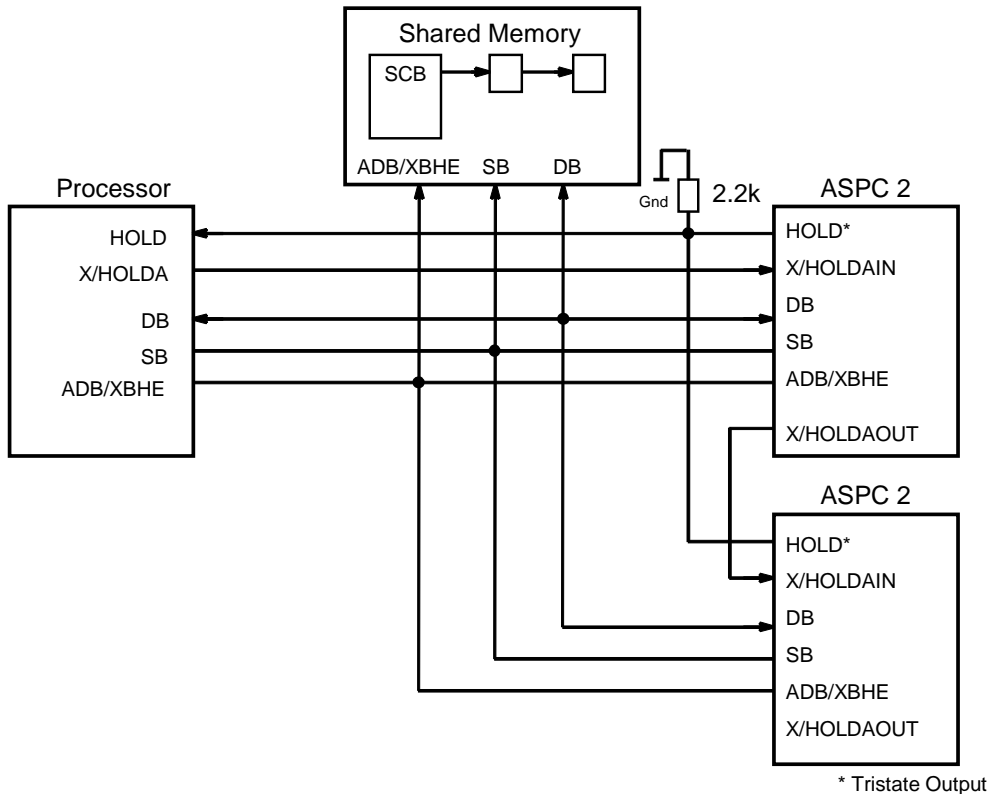 Shared Memory
SCB
ADB/XBHE SB DB
Gnd
2.2k
Processor
HOLD
X/HOLDA
DB
SB
ADB/XBHE
ASPC 2
HOLD*
X/HOLDAIN
DB
SB
ADB/XBHE
X/HOLDAOUT
ASPC 2
HOLD*
X/HOLDAIN
DB
SB
ADB/XBHE
X/HOLDAOUT
* Tristate Output